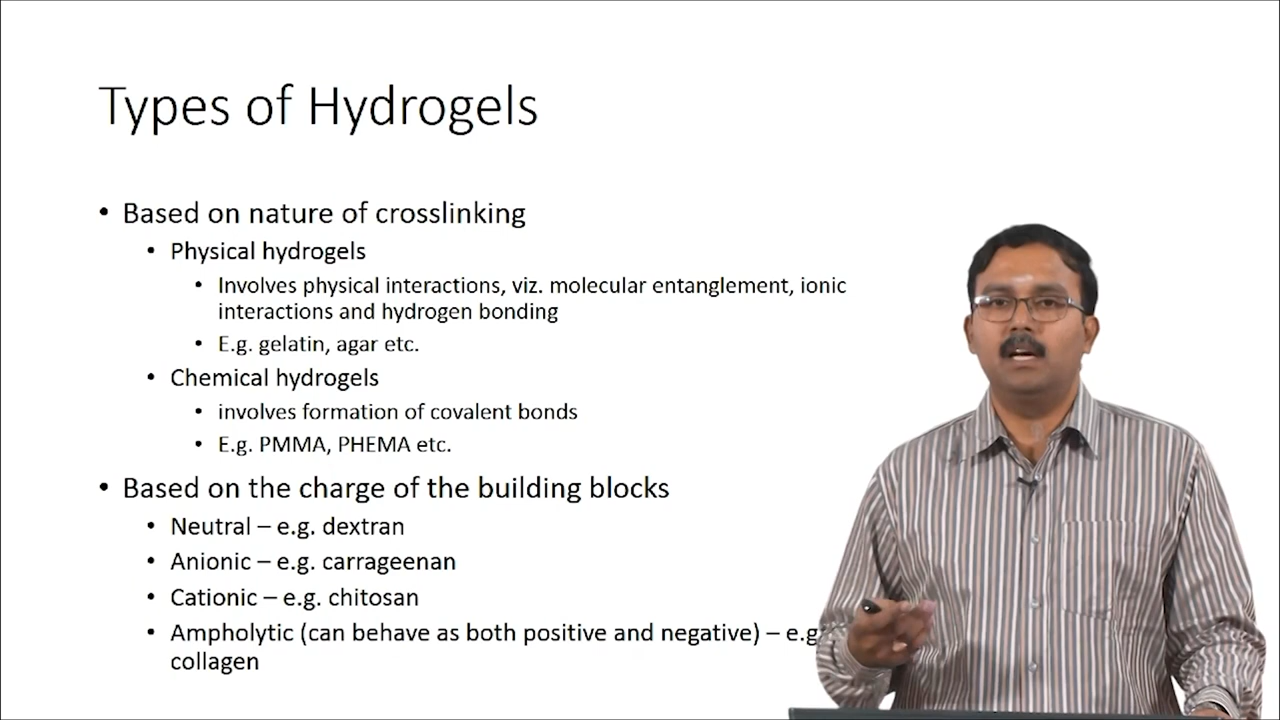 Types of Hydrogels
• Based on nature of crosslinking
• Physical hydrogels
• Involves physical interactions, viz. molecular entanglement, ionic
interactions and hydrogen bonding
• E.g. gelatin, agar etc.
• Chemical hydrogels
• involves formation of covalent bonds
• E.g. PMMA, PHEMA etc.
• Based on the charge of the building blocks
• Neutral – e.g. dextran
• Anionic – e.g. carrageenan
• Cationic – e.g. chitosan
• Ampholytic (can behave as both positive and negative) – e.g
collagen